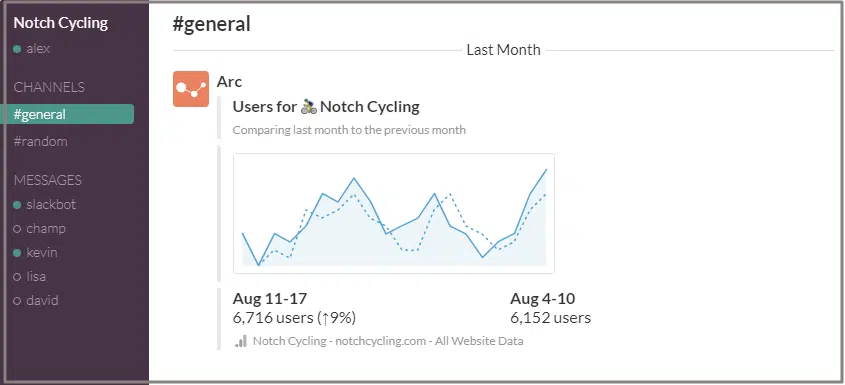 Notch Cycling
alex
CHANNELS
#general
#random
MESSAGES
slackbot
champ
kevin
lisa
david
#general
Last Month
Arc
Users for 🚴 Notch Cycling
Comparing last month to the previous month
Aug 11-17
6,716 users (↑9%)
Aug 4-10
6,152 users
Notch Cycling - notchcycling.com - All Website Data